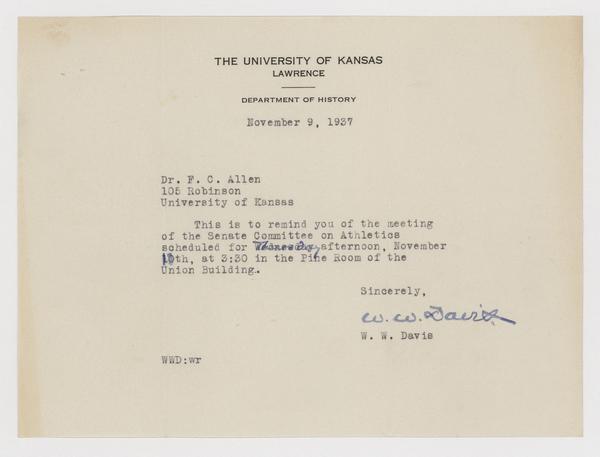 THE UNIVERSITY OF KANSAS
LAWRENCE
DEPARTMENT OF HISTORY
November 9, 1937
Dr. F. C. Allen
105 Robinson
University of Kansas
This is to remind you of the meeting
of the Senate Committee on Athletics
scheduled for afternoon, November
at 3:30 in the Pine Room of the
Union Building.
Sincerely,
W. W. Davis
W. W. Davis
WWD:wr